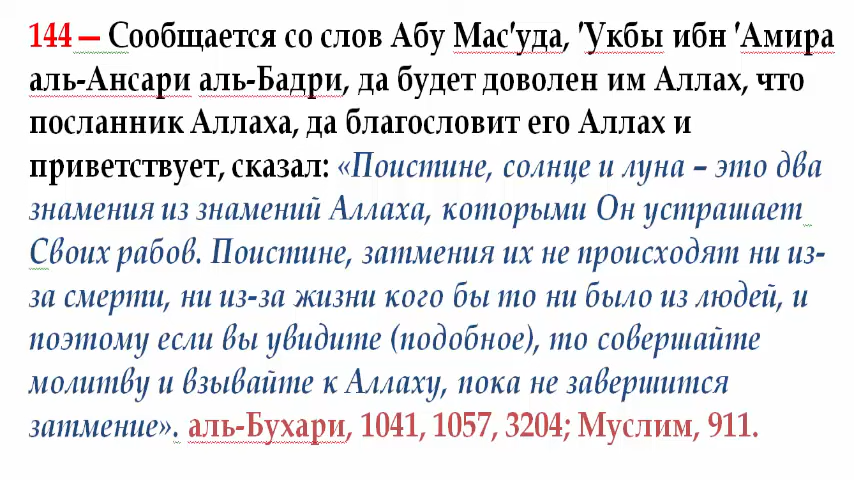 144 — Сообщается со слов Абу Мас'уда, 'Укбы ибн 'Амира
аль-Ансари аль-Бадри, да будет доволен им Аллах, что
посланник Аллаха, да благословит его Аллах и
приветствует, сказал: «Поистине, солнце и луна – это два
знамения из знамений Аллаха, которыми Он устрашает
Своих рабов. Поистине, затмения их не происходят ни из-
за смерти, ни из-за жизни кого бы то ни было из людей, и
поэтому если вы увидите (подобное), то совершайте
молитву и взывайте к Аллаху, пока не завершится
затмение». аль-Бухари, 1041, 1057, 3204; Муслим, 911.